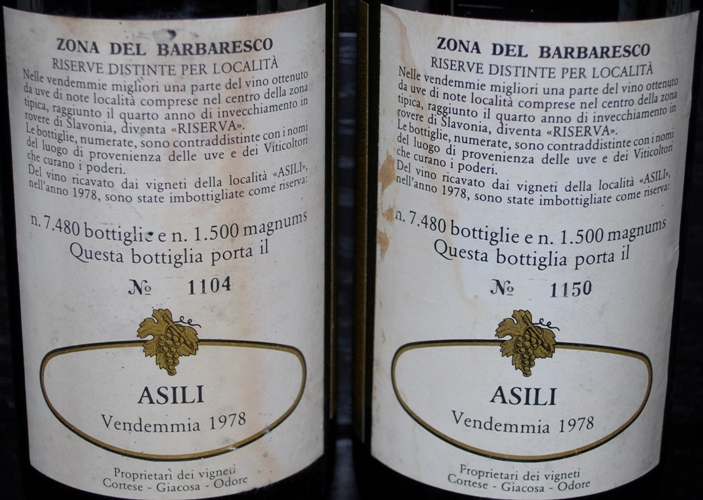 ZONA DEL BARBARESCO
RISERVE DISTINTE PER LOCALITÀ
Nelle vendemmie migliori una parte del vino ottenuto
da uve di note località comprese nel centro della zona
tipica, raggiunto il quarto anno di invecchiamento in
rovere di Slavonia, diventa «RISERVA».
Le bottiglie, numerate, sono contraddistinte con i nomi
del luogo di provenienza delle uve e dei Viticoltori
che curano i poderi.
Del vino ricavato dai vigneti della località «ASILI»,
nell'anno 1978, sono state imbottigliate come riserva:
n. 7.480 bottiglie e n. 1.500 magnums
Questa bottiglia porta il
No 1104
ASILI
Vendemmia 1978
Proprietari dei vigneti
Cortese - Giacosa - Odore
ZONA DEL BARBARESCO
RISERVE DISTINTE PER LOCALITÀ
Nelle vendemmie migliori una parte del vino ottenuto
da uve di note località comprese nel centro della zona
tipica, raggiunto il quarto anno di invecchiamento in
rovere di Slavonia, diventa «RISERVA».
Le bottiglie, numerate, sono contraddistinte con i nomi
del luogo di provenienza delle uve e dei Viticoltori
che curano i poderi.
Del vino ricavato dai vigneti della località «ASILI»,
nell'anno 1978, sono state imbottigliate come riserva:
n. 7.480 bottiglie e n. 1.500 magnums
Questa bottiglia porta il
No 1150
ASILI
Vendemmia 1978
Proprietari dei vigneti
Cortese - Giacosa - Odore